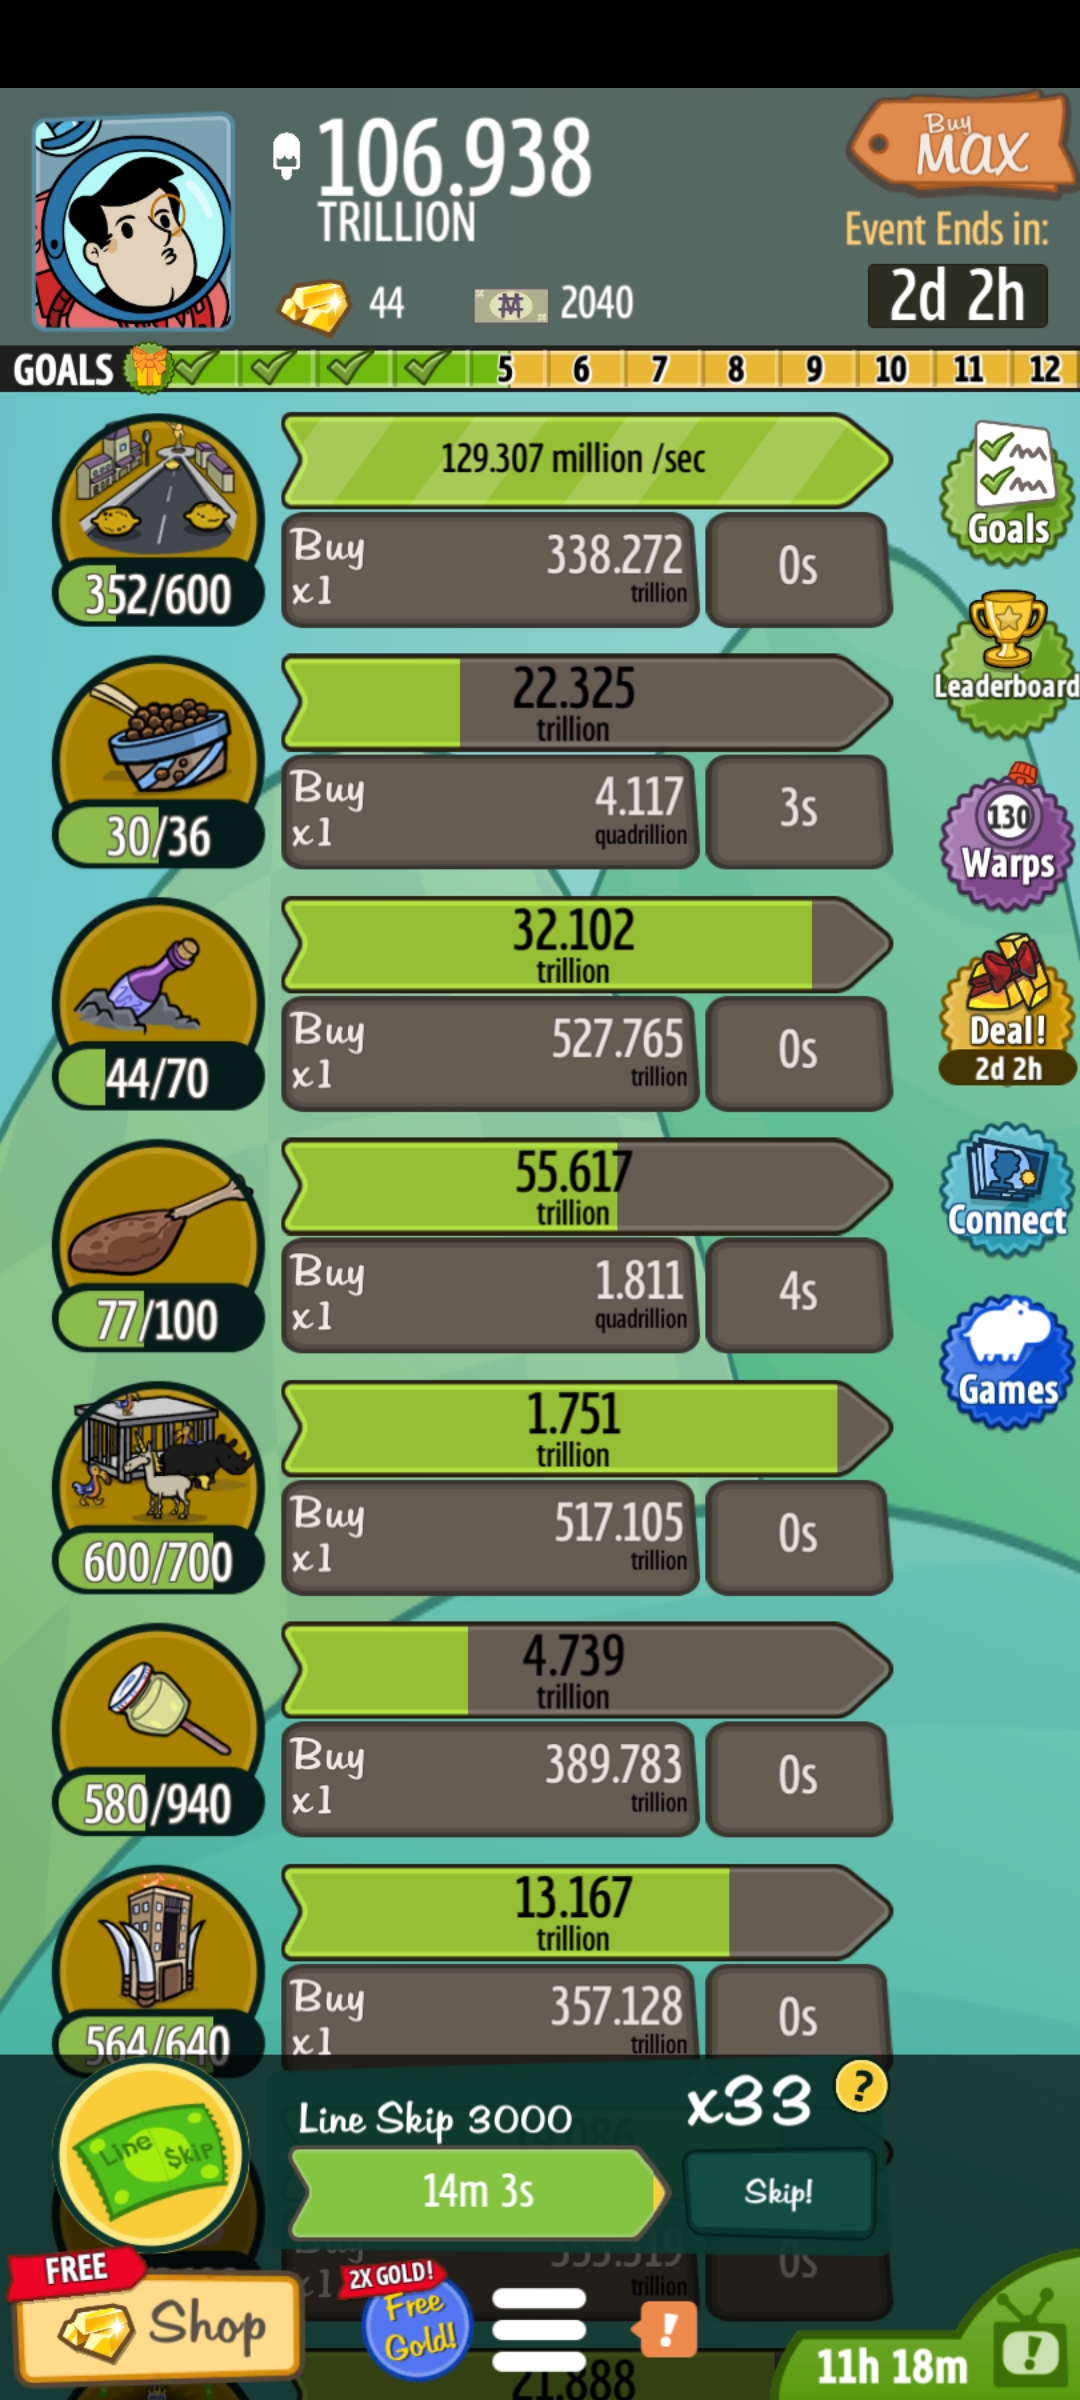 106.938
TRILLION
Buy
MAX
Event Ends in:
44
2040
2d 2h
GOALS
5 6 7 8 9 10 11 12
129.307 million /sec
Buy
x1
338.272
trillion
0s
352/600
Goals
22.325
trillion
Buy
x1
4.117
quadrillion
3s
30/36
Leaderboard
130
Warps
32.102
trillion
Buy
x1
527.765
trillion
0s
44/70
Deal!
2d 2h
55.617
trillion
Buy
x1
1.811
quadrillion
4s
77/100
Connect
1.751
trillion
Buy
x1
517.105
trillion
0s
600/700
Games
4.739
trillion
Buy
x1
389.783
trillion
0s
580/940
13.167
trillion
Buy
x1
357.128
trillion
0s
564/640
Line $kip
Line Skip 3000
x33
?
14m 3s
Skip!
trillion
0s
FREE
Shop
2X GOLD!
Free
Gold!
!
11h 18m
!
21.888